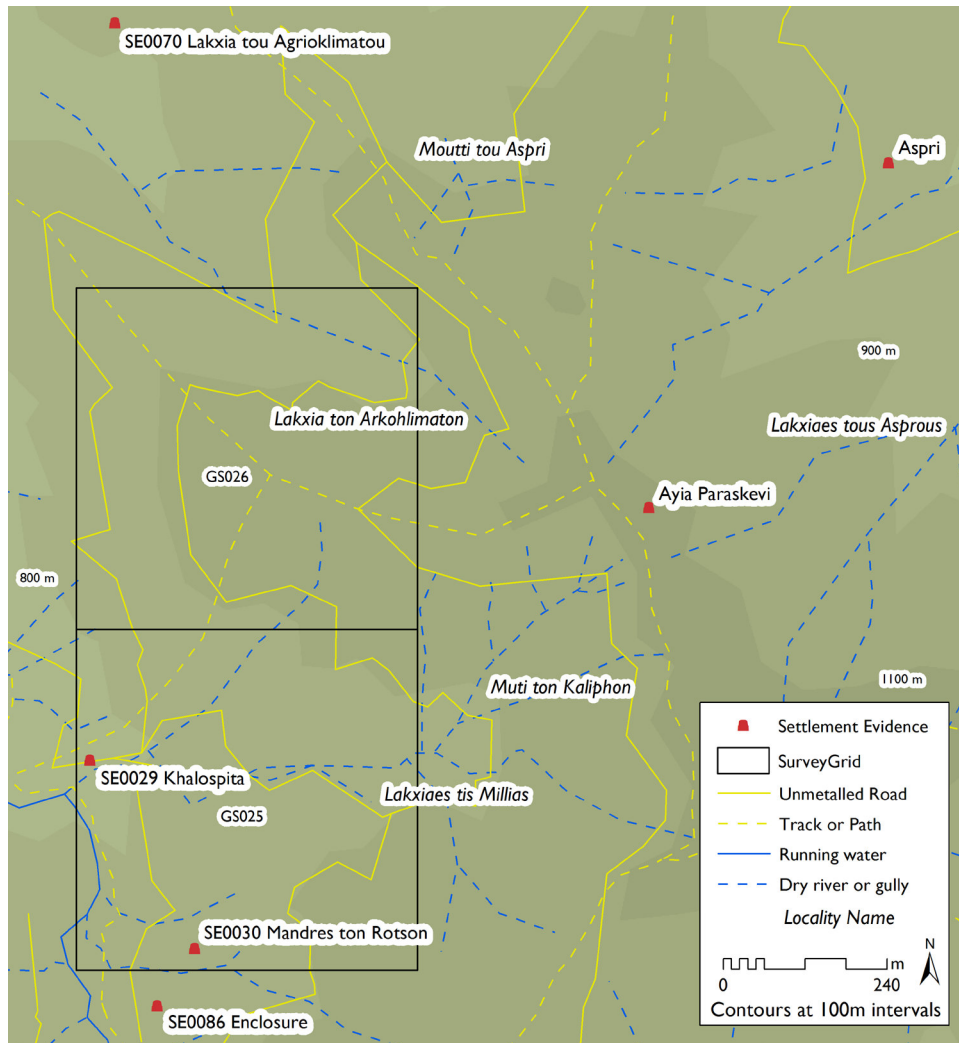 SE0070 Lakxia tou Agrioklimatou
Moutti tou Aspri
Aspri
900 m
Lakxia ton Arkohlimaton
Lakxiaes tous Asprous
GS026
Ayia Paraskevi
800 m
Muti ton Kaliphon
1100 m
SE0029 Khalospita
Lakxiaes tis Millias
GS025
SE0030 Mandres ton Rotson
SE0086 Enclosure
Settlement Evidence
SurveyGrid
Unmetalled Road
Track or Path
Running water
Dry river or gully
Locality Name
N
m
0 240
Contours at 100m intervals